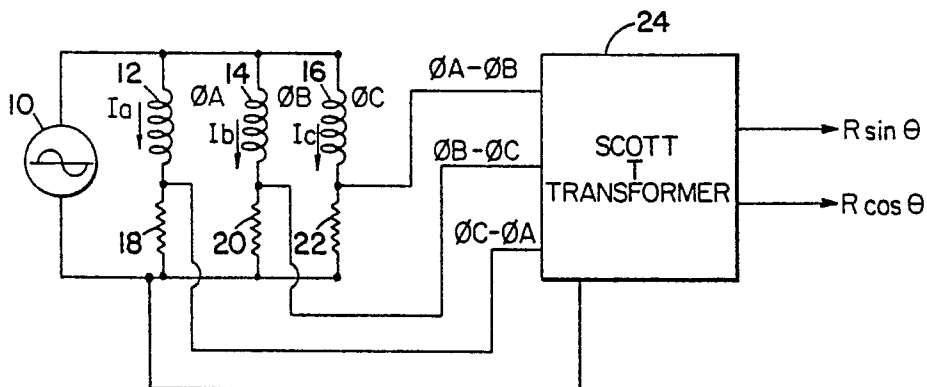 24
12
14
16
ØA-ØB
10
Ia
ØA
ØB
ØC
Ib
Ic
SCOTT
T
TRANSFORMER
R sin θ
ØB-ØC
R cos θ
18
20
22
ØC-ØA